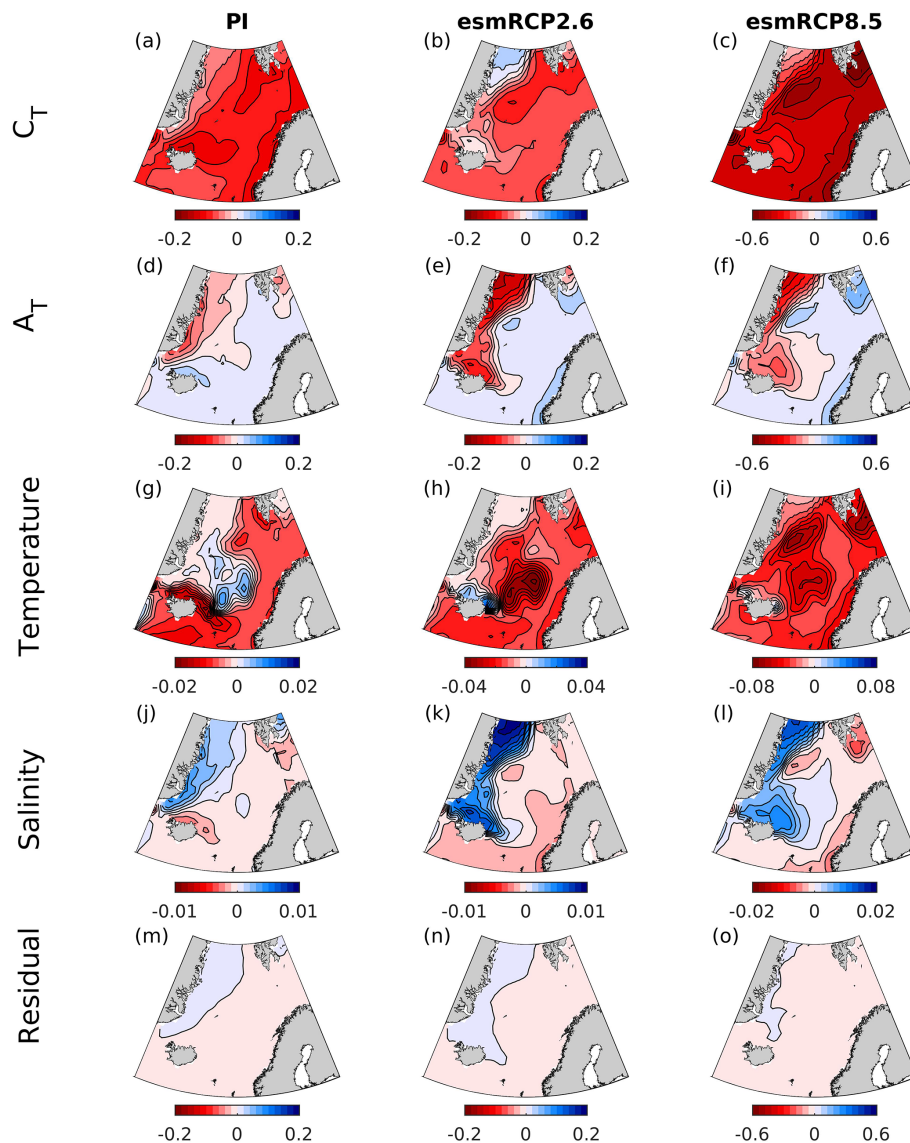 PI esmRCP2.6 esmRCP8.5
(a) (b) (c)
C_T
-0.2 0 0.2 -0.2 0 0.2 -0.6 0 0.6
(d) (e) (f)
A_T
-0.2 0 0.2 -0.2 0 0.2 -0.6 0 0.6
(g) (h) (i)
Temperature
-0.02 0 0.02 -0.04 0 0.04 -0.08 0 0.08
(j) (k) (l)
Salinity
-0.01 0 0.01 -0.01 0 0.01 -0.02 0 0.02
(m) (n) (o)
Residual
-0.2 0 0.2 -0.2 0 0.2 -0.6 0 0.6